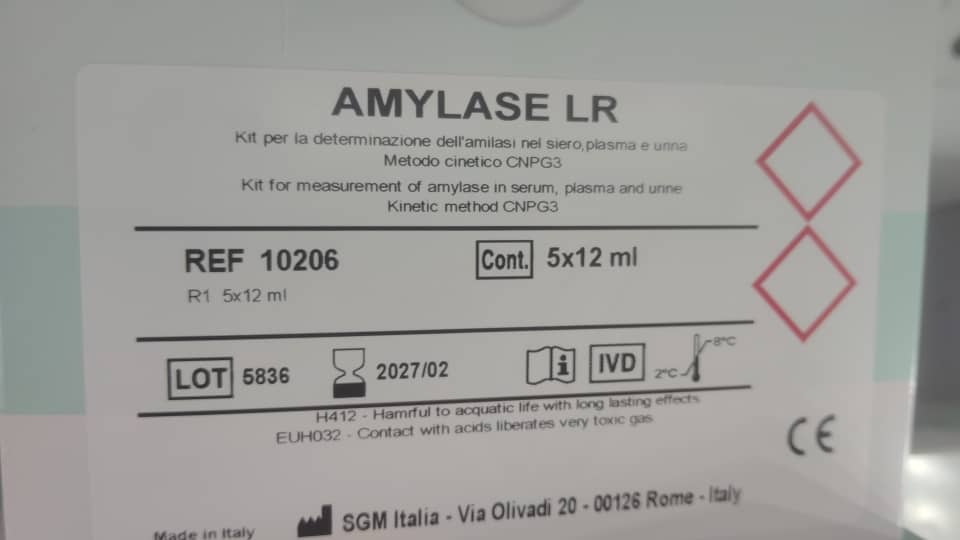 AMYLASE LR
Kit per la determinazione dell'amilasi nel siero,plasma e urina
Metodo cinetico CNPG3
Kit for measurement of amylase in serum, plasma and urine
Kinetic method CNPG3
REF 10206
Cont. 5x12 ml
R1 5x12 ml
LOT 5836
2027/02
i
IVD
2°C
8°C
H412 - Hamrful to acquatic life with long lasting effects
EUH032 - Contact with acids liberates very toxic gas
CE
Made in Italy
SGM Italia - Via Olivadi 20 - 00126 Rome - Italy